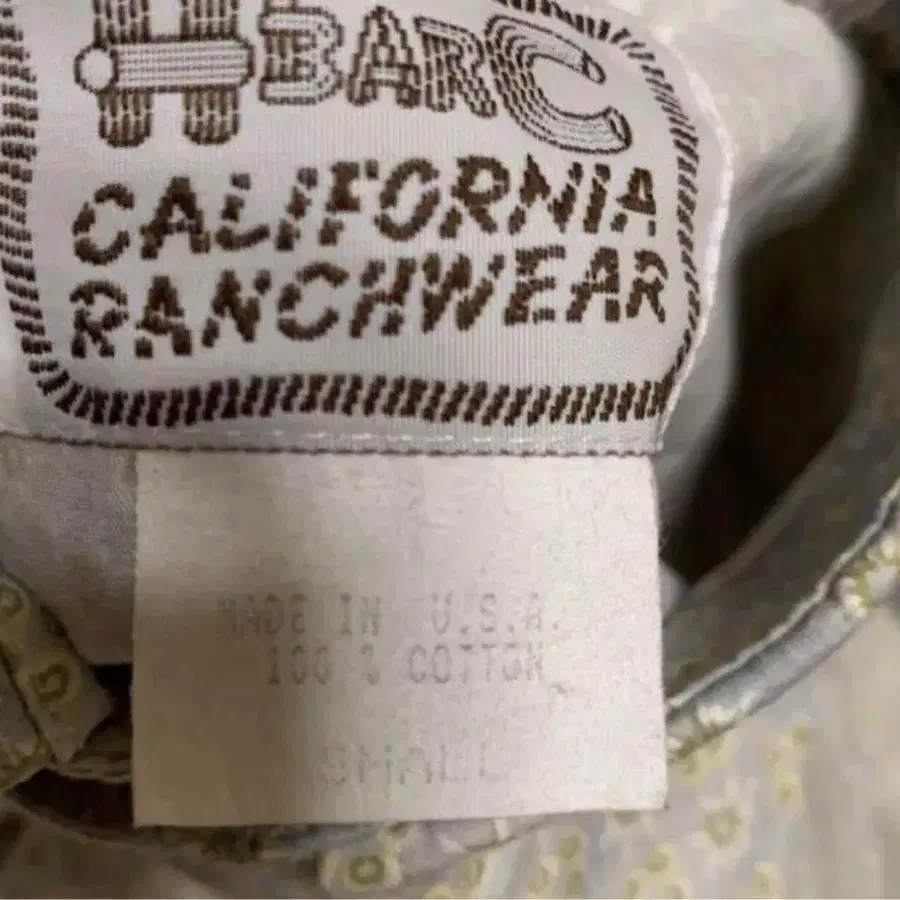 H BAR C
CALIFORNIA
RANCHWEAR
MADE IN U.S.A.
100% COTTON
SMALL